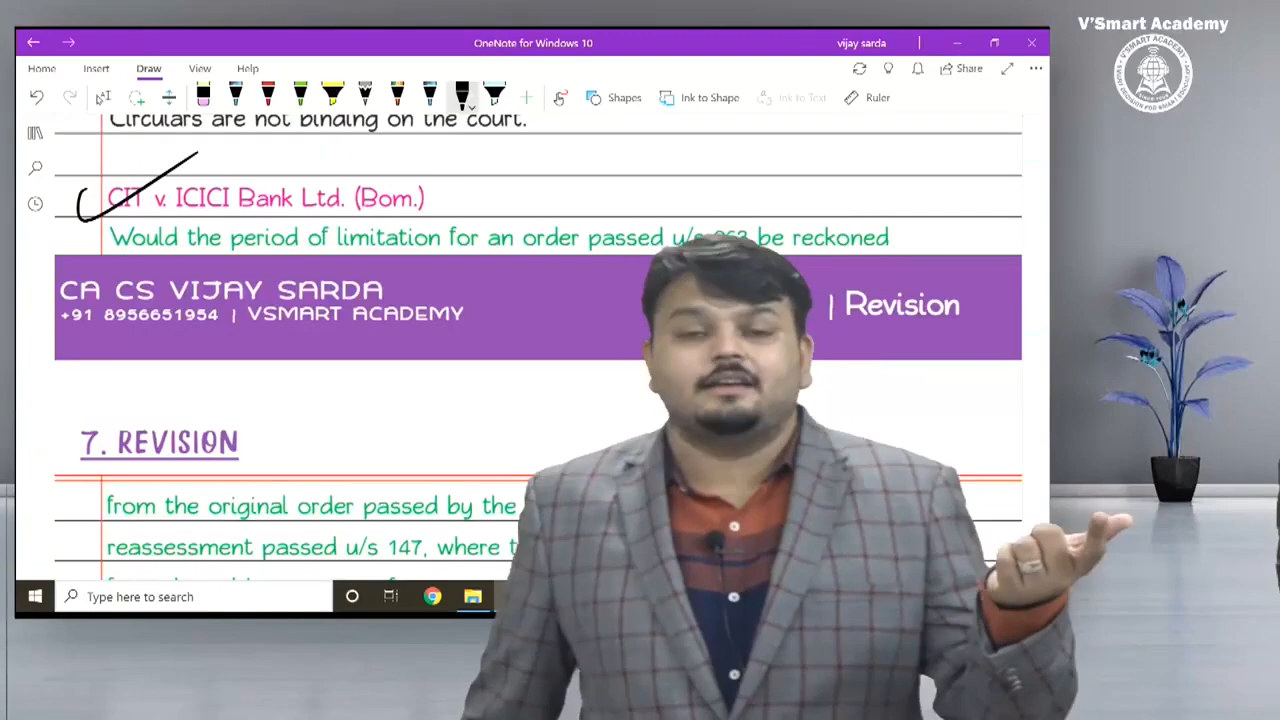 V'Smart Academy
OneNote for Windows 10
vijay sarda
Home Insert Draw View Help
Share
Shapes Ink to Shape Ink to Text Ruler
Circulars are not binding on the court.
CIT v. ICICI Bank Ltd. (Bom.)
Would the period of limitation for an order passed u/s be reckoned
CA CS VIJAY SARDA
+91 8956651954 | VSMART ACADEMY
| Revision
7. REVISION
from the original order passed by the
reassessment passed u/s 147, where
Type here to search